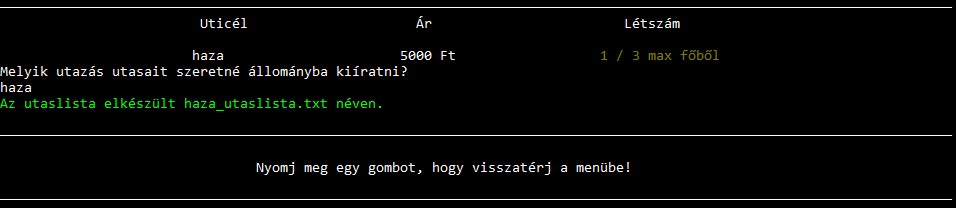 Uticél Ár Létszám
haza 5000 Ft 1 / 3 max főből
Melyik utazás utasait szeretné állományba kiíratni?
haza
Az utaslista elkészült haza_utaslista.txt néven.
Nyomj meg egy gombot, hogy visszatérj a menübe!